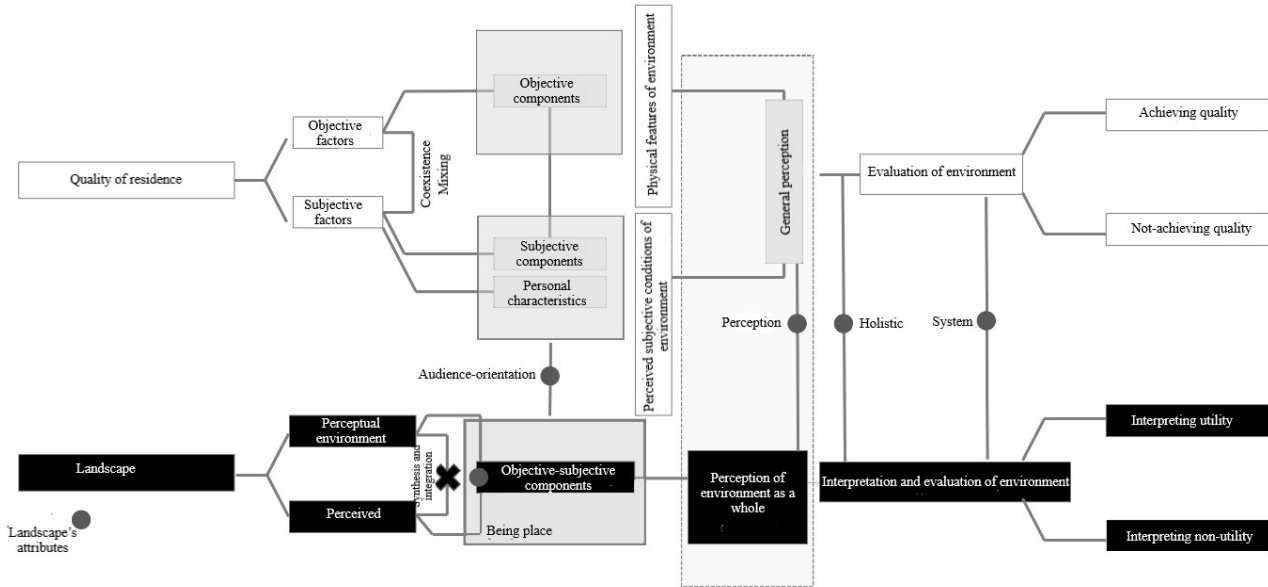 Quality of residence
Objective
factors
Subjective
factors
Coexistence
Mixing
Objective
components
Subjective
components
Personal
characteristics
Physical features of environment
Perceived subjective conditions of
environment
General perception
Evaluation of environment
Achieving quality
Not-achieving quality
Perception
Holistic
System
Audience-orientation
Landscape
Landscape’s
attributes
Perceptual
environment
Perceived
Synthesis and
integration
Objective-subjective
components
Being place
Perception of
environment as a
whole
Interpretation and evaluation of environment
Interpreting utility
Interpreting non-utility